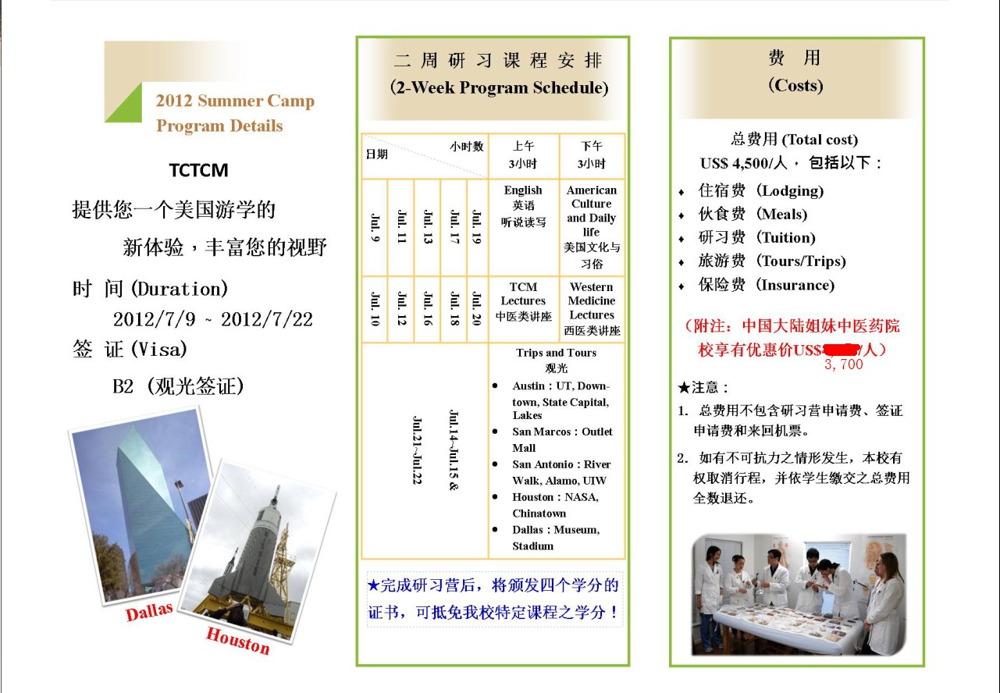 2012 Summer Camp
Program Details
TCTCM
提供您一个美国游学的
新体验，丰富您的视野
时 间(Duration)
2012/7/9 ~ 2012/7/22
签 证(Visa)
B2 (观光签证)
Dallas
Houston
二 周 研 习 课 程 安 排
(2-Week Program Schedule)
日期
小时数
上午
3小时
下午
3小时
Jul. 9
Jul. 11
Jul. 13
Jul. 17
Jul. 19
English
英语
听说读写
American
Culture
and Daily
life
美国文化与
习俗
Jul. 10
Jul. 12
Jul. 16
Jul. 18
Jul. 20
TCM
Lectures
中医类讲座
Western
Medicine
Lectures
西医类讲座
Jul.14~Jul.15 &
Jul.21~Jul.22
Trips and Tours
观光
● Austin：UT, Down-
town, State Capital,
Lakes
● San Marcos：Outlet
Mall
● San Antonio：River
Walk, Alamo, UIW
● Houston：NASA,
Chinatown
● Dallas：Museum,
Stadium
★完成研习营后，将颁发四个学分的
证书，可抵免我校特定课程之学分！
费 用
(Costs)
总费用 (Total cost)
US$ 4,500/人， 包括以下：
♦ 住宿费 (Lodging)
♦ 伙食费 (Meals)
♦ 研习费 (Tuition)
♦ 旅游费 (Tours/Trips)
♦ 保险费 (Insurance)
（附注：中国大陆姐妹中医药院
校享有优惠价US$ /人）
3,700
★注意：
1. 总费用不包含研习营申请费、签证
申请费和来回机票。
2. 如有不可抗力之情形发生，本校有
权取消行程，并依学生缴交之总费用
全数退还。